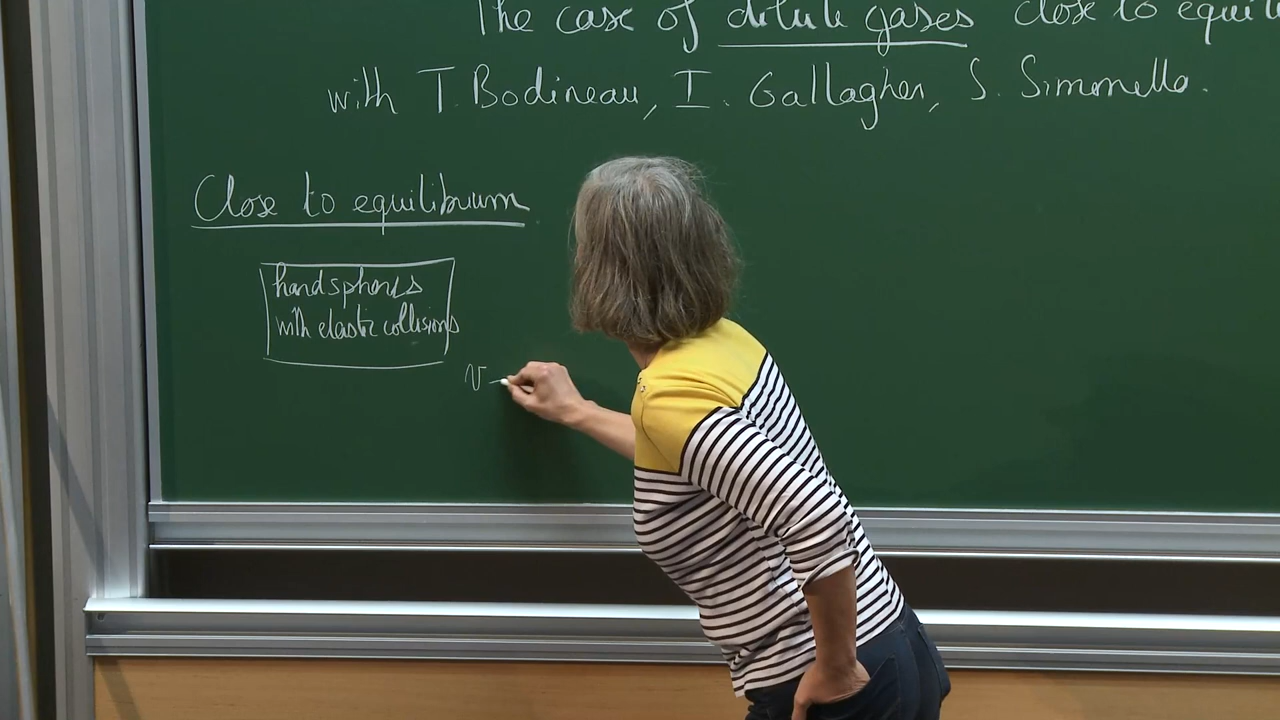 The case of dilute gases close to equil
with T. Bodineau, I. Gallagher, S. Simonella.
Close to equilibrium
hard spheres
with elastic collisions
v